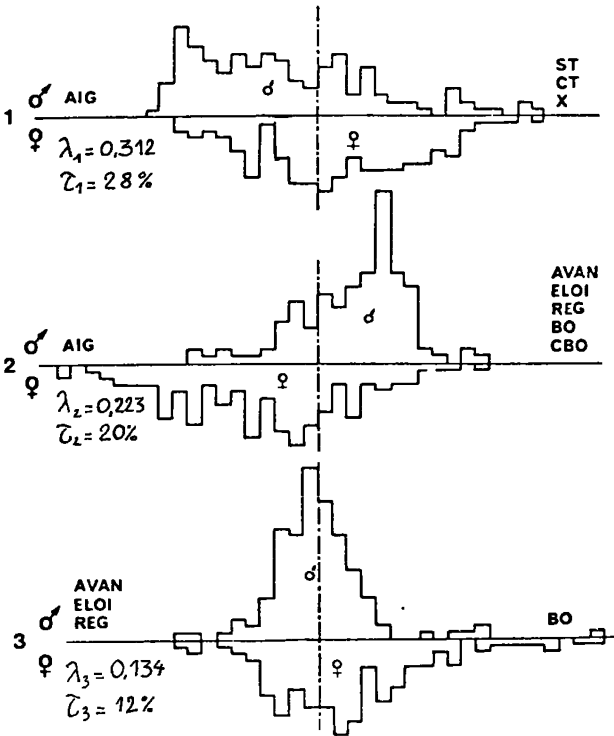 ST
CT
X
1 ♂ AIG
♂
♀ ♀
λ₁=0,312
τ₁=28%
AVAN
ELOI
REG
BO
CBO
2 ♂ AIG
♂
♀ ♀
λ₂=0,223
τ₂=20%
AVAN
ELOI
REG
♂
3 ♂ BO
♀ ♀
λ₃=0,134
τ₃=12%